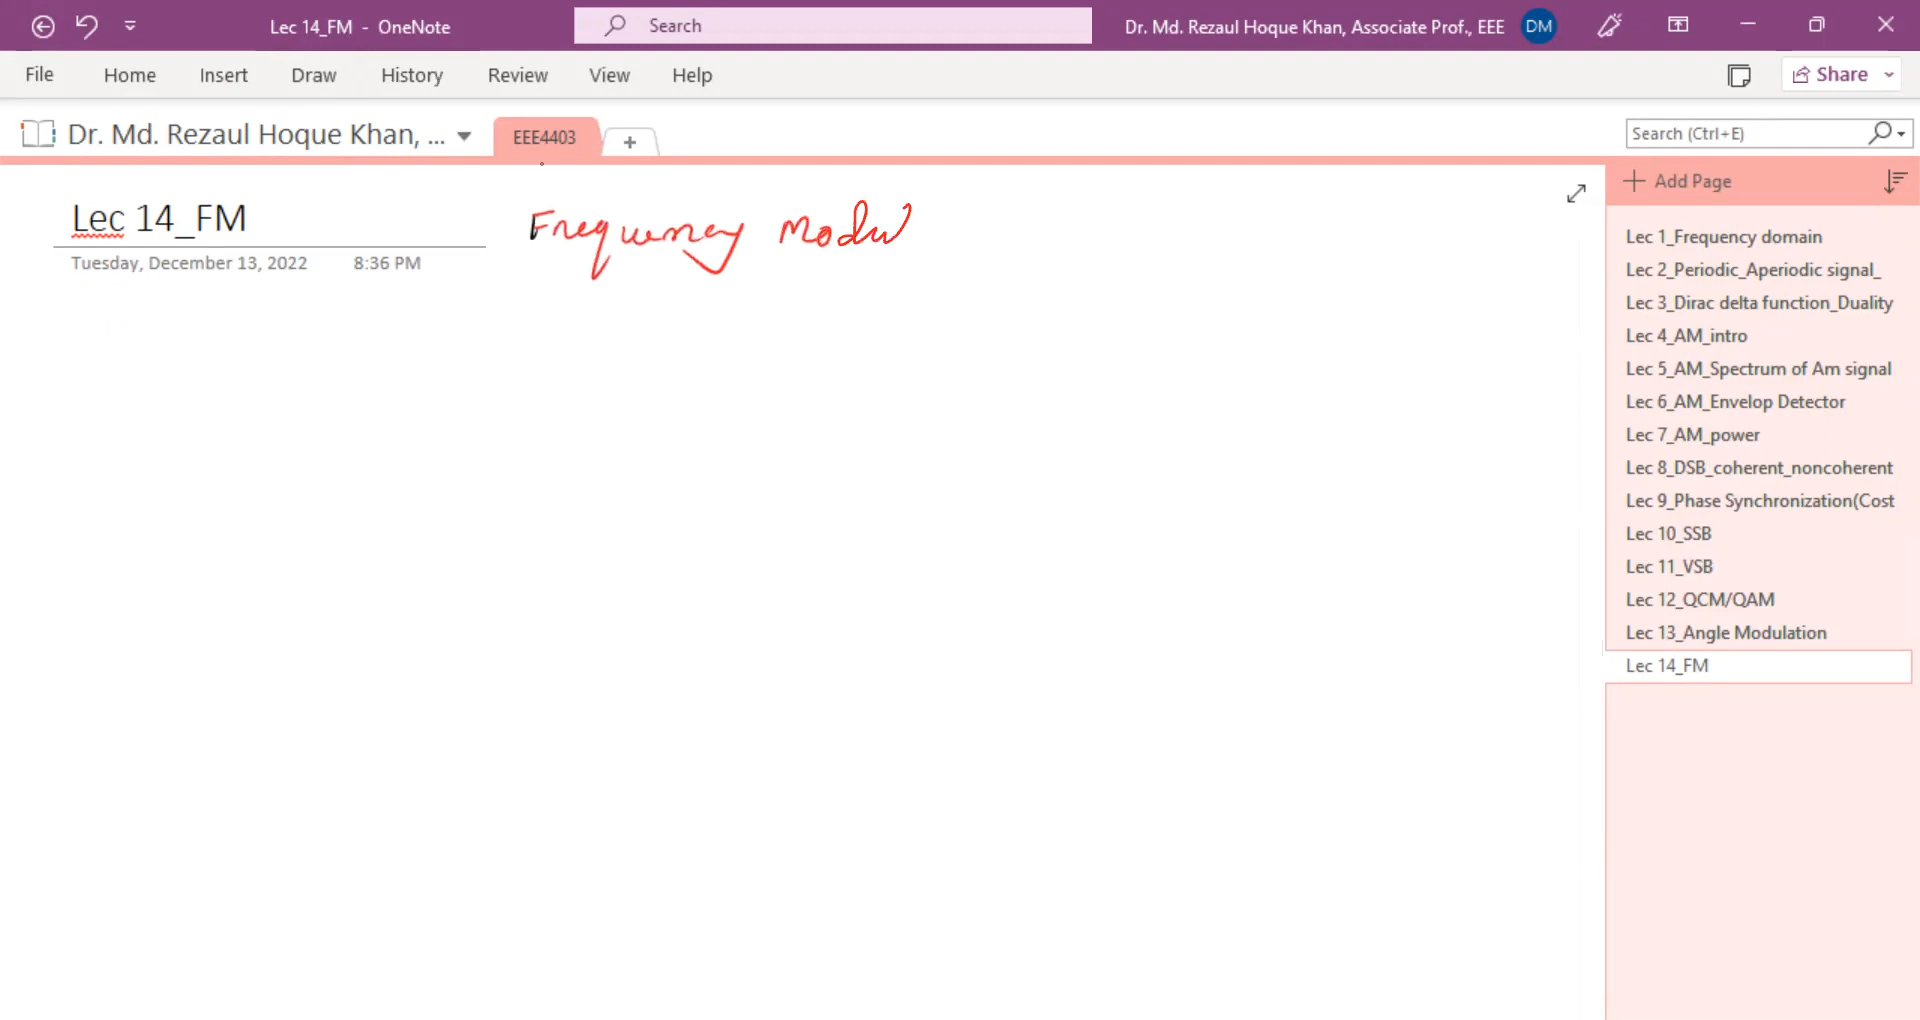 Lec 14_FM - OneNote
Search
Dr. Md. Rezaul Hoque Khan, Associate Prof., EEE
DM
File
Home
Insert
Draw
History
Review
View
Help
Share
Dr. Md. Rezaul Hoque Khan, ...
EEE4403
+
Search (Ctrl+E)
Add Page
Lec 14_FM
Frequency Modu
Tuesday, December 13, 2022
8:36 PM
Lec 1_Frequency domain
Lec 2_Periodic_Aperiodic signal_
Lec 3_Dirac delta function_Duality
Lec 4_AM_intro
Lec 5_AM_Spectrum of Am signal
Lec 6_AM_Envelop Detector
Lec 7_AM_power
Lec 8_DSB_coherent_noncoherent
Lec 9_Phase Synchronization(Cost
Lec 10_SSB
Lec 11_VSB
Lec 12_QCM/QAM
Lec 13_Angle Modulation
Lec 14_FM